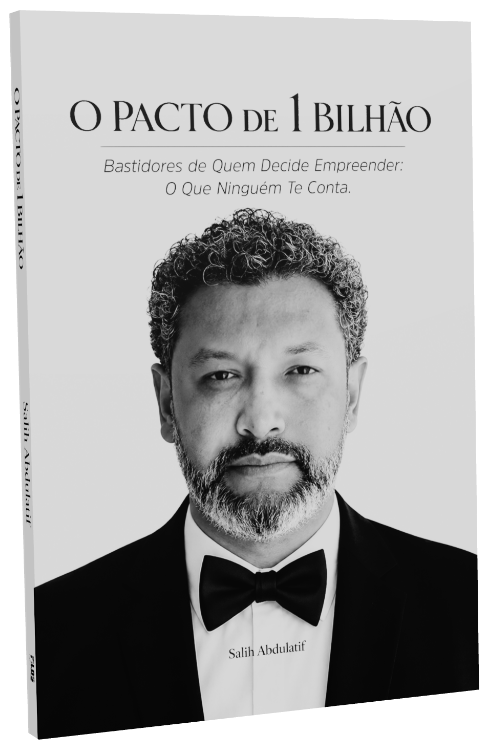 O PACTO DE 1 BILHÃO
Bastidores de Quem Decide Empreender:
O Que Ninguém Te Conta.
Salih Abdulatif
O PACTO DE 1 BILHÃO
Salih Abdulatif